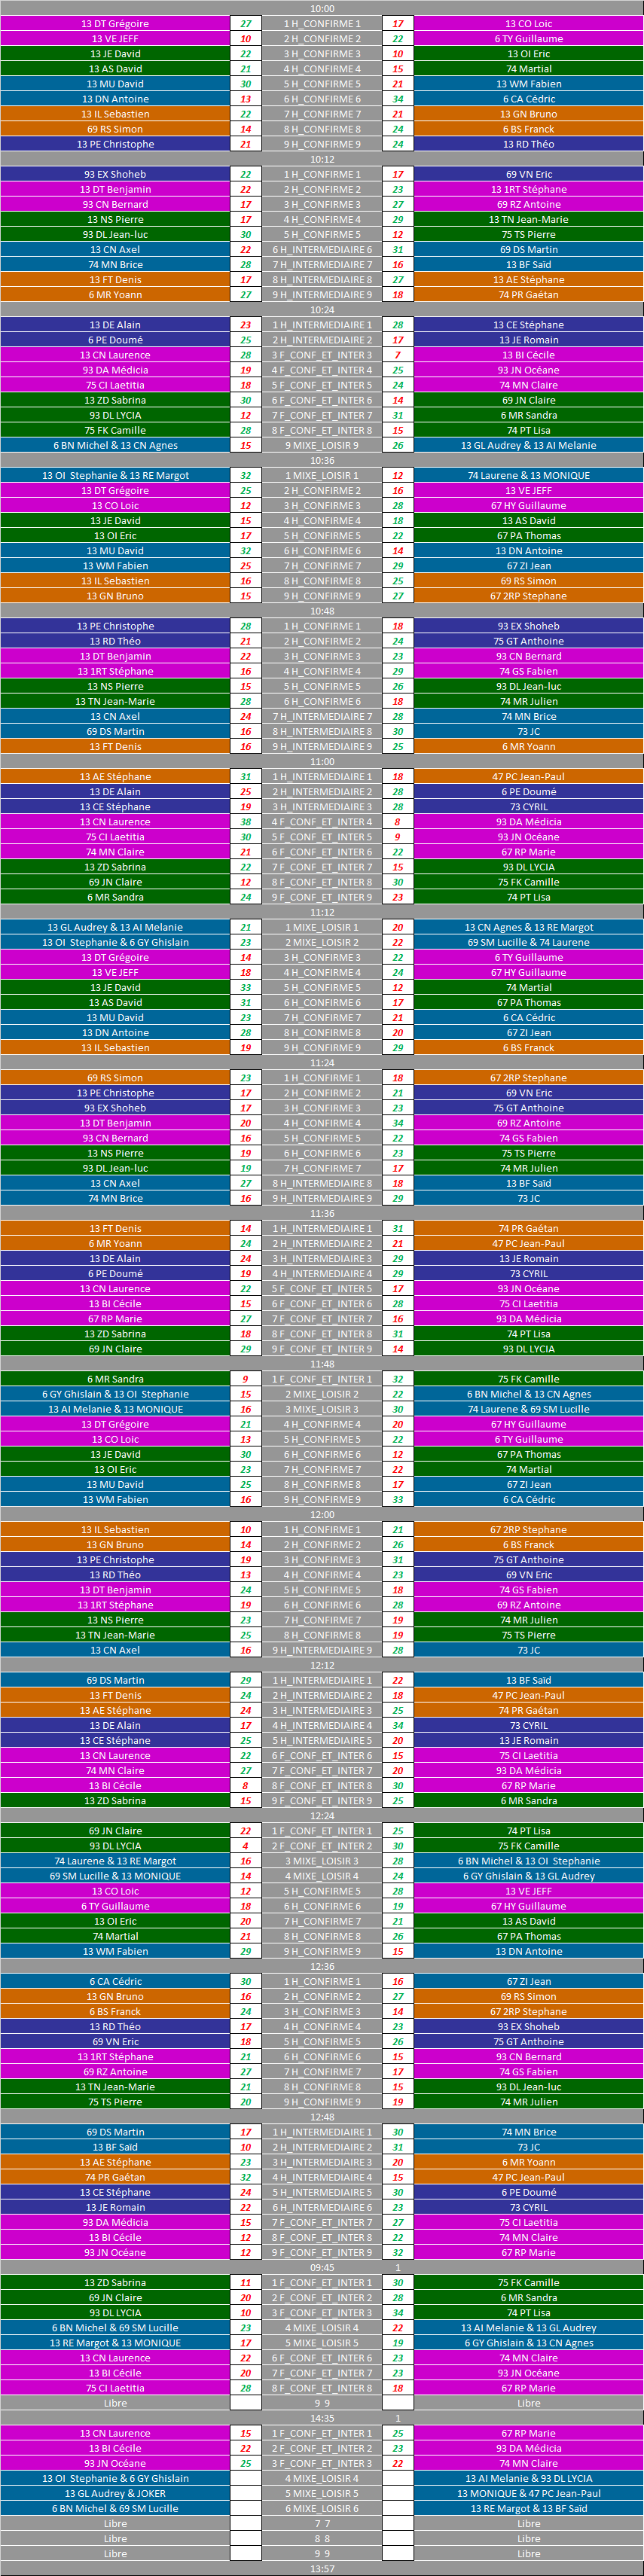 10:00
13 DT Grégoire 27 1 H_CONFIRME 1 17 13 CO Loic
13 VE JEFF 10 2 H_CONFIRME 2 22 6 TY Guillaume
13 JE David 22 3 H_CONFIRME 3 10 13 OI Eric
13 AS David 21 4 H_CONFIRME 4 15 74 Martial
13 MU David 30 5 H_CONFIRME 5 21 13 WM Fabien
13 DN Antoine 13 6 H_CONFIRME 6 34 6 CA Cédric
13 IL Sebastien 22 7 H_CONFIRME 7 21 13 GN Bruno
69 RS Simon 14 8 H_CONFIRME 8 24 6 BS Franck
13 PE Christophe 21 9 H_CONFIRME 9 24 13 RD Théo
10:12
93 EX Shoheb 22 1 H_CONFIRME 1 17 69 VN Eric
13 DT Benjamin 22 2 H_CONFIRME 2 23 13 1RT Stéphane
93 CN Bernard 17 3 H_CONFIRME 3 27 69 RZ Antoine
13 NS Pierre 17 4 H_CONFIRME 4 29 13 TN Jean-Marie
93 DL Jean-luc 30 5 H_CONFIRME 5 12 75 TS Pierre
13 CN Axel 22 6 H_INTERMEDIAIRE 6 31 69 DS Martin
74 MN Brice 28 7 H_INTERMEDIAIRE 7 16 13 BF Saïd
13 FT Denis 17 8 H_INTERMEDIAIRE 8 27 13 AE Stéphane
6 MR Yoann 27 9 H_INTERMEDIAIRE 9 18 74 PR Gaétan
10:24
13 DE Alain 23 1 H_INTERMEDIAIRE 1 28 13 CE Stéphane
6 PE Doumé 25 2 H_INTERMEDIAIRE 2 17 13 JE Romain
13 CN Laurence 28 3 F_CONF_ET_INTER 3 7 13 BI Cécile
93 DA Médicia 19 4 F_CONF_ET_INTER 4 25 93 JN Océane
75 CI Laetitia 18 5 F_CONF_ET_INTER 5 24 74 MN Claire
13 ZD Sabrina 30 6 F_CONF_ET_INTER 6 14 69 JN Claire
93 DL LYCIA 12 7 F_CONF_ET_INTER 7 31 6 MR Sandra
75 FK Camille 28 8 F_CONF_ET_INTER 8 15 74 PT Lisa
6 BN Michel & 13 CN Agnes 15 9 MIXE_LOISIR 9 26 13 GL Audrey & 13 AI Melanie
10:36
13 OI  Stephanie & 13 RE Margot 32 1 MIXE_LOISIR 1 12 74 Laurene & 13 MONIQUE
13 DT Grégoire 25 2 H_CONFIRME 2 16 13 VE JEFF
13 CO Loic 12 3 H_CONFIRME 3 28 67 HY Guillaume
13 JE David 15 4 H_CONFIRME 4 18 13 AS David
13 OI Eric 17 5 H_CONFIRME 5 22 67 PA Thomas
13 MU David 32 6 H_CONFIRME 6 14 13 DN Antoine
13 WM Fabien 25 7 H_CONFIRME 7 29 67 ZI Jean
13 IL Sebastien 16 8 H_CONFIRME 8 25 69 RS Simon
13 GN Bruno 15 9 H_CONFIRME 9 27 67 2RP Stephane
10:48
13 PE Christophe 28 1 H_CONFIRME 1 18 93 EX Shoheb
13 RD Théo 21 2 H_CONFIRME 2 24 75 GT Anthoine
13 DT Benjamin 22 3 H_CONFIRME 3 23 93 CN Bernard
13 1RT Stéphane 16 4 H_CONFIRME 4 29 74 GS Fabien
13 NS Pierre 15 5 H_CONFIRME 5 26 93 DL Jean-luc
13 TN Jean-Marie 28 6 H_CONFIRME 6 18 74 MR Julien
13 CN Axel 24 7 H_INTERMEDIAIRE 7 28 74 MN Brice
69 DS Martin 16 8 H_INTERMEDIAIRE 8 30 73 JC
13 FT Denis 16 9 H_INTERMEDIAIRE 9 25 6 MR Yoann
11:00
13 AE Stéphane 31 1 H_INTERMEDIAIRE 1 18 47 PC Jean-Paul
13 DE Alain 25 2 H_INTERMEDIAIRE 2 28 6 PE Doumé
13 CE Stéphane 19 3 H_INTERMEDIAIRE 3 28 73 CYRIL
13 CN Laurence 38 4 F_CONF_ET_INTER 4 8 93 DA Médicia
75 CI Laetitia 30 5 F_CONF_ET_INTER 5 9 93 JN Océane
74 MN Claire 21 6 F_CONF_ET_INTER 6 22 67 RP Marie
13 ZD Sabrina 22 7 F_CONF_ET_INTER 7 15 93 DL LYCIA
69 JN Claire 12 8 F_CONF_ET_INTER 8 30 75 FK Camille
6 MR Sandra 24 9 F_CONF_ET_INTER 9 23 74 PT Lisa
11:12
13 GL Audrey & 13 AI Melanie 21 1 MIXE_LOISIR 1 20 13 CN Agnes & 13 RE Margot
13 OI  Stephanie & 6 GY Ghislain 23 2 MIXE_LOISIR 2 22 69 SM Lucille & 74 Laurene
13 DT Grégoire 14 3 H_CONFIRME 3 22 6 TY Guillaume
13 VE JEFF 18 4 H_CONFIRME 4 24 67 HY Guillaume
13 JE David 33 5 H_CONFIRME 5 12 74 Martial
13 AS David 31 6 H_CONFIRME 6 17 67 PA Thomas
13 MU David 23 7 H_CONFIRME 7 21 6 CA Cédric
13 DN Antoine 28 8 H_CONFIRME 8 20 67 ZI Jean
13 IL Sebastien 19 9 H_CONFIRME 9 29 6 BS Franck
11:24
69 RS Simon 23 1 H_CONFIRME 1 18 67 2RP Stephane
13 PE Christophe 17 2 H_CONFIRME 2 21 69 VN Eric
93 EX Shoheb 17 3 H_CONFIRME 3 23 75 GT Anthoine
13 DT Benjamin 20 4 H_CONFIRME 4 34 69 RZ Antoine
93 CN Bernard 16 5 H_CONFIRME 5 22 74 GS Fabien
13 NS Pierre 19 6 H_CONFIRME 6 23 75 TS Pierre
93 DL Jean-luc 19 7 H_CONFIRME 7 17 74 MR Julien
13 CN Axel 27 8 H_INTERMEDIAIRE 8 18 13 BF Saïd
74 MN Brice 16 9 H_INTERMEDIAIRE 9 29 73 JC
11:36
13 FT Denis 14 1 H_INTERMEDIAIRE 1 31 74 PR Gaétan
6 MR Yoann 24 2 H_INTERMEDIAIRE 2 21 47 PC Jean-Paul
13 DE Alain 24 3 H_INTERMEDIAIRE 3 29 13 JE Romain
6 PE Doumé 19 4 H_INTERMEDIAIRE 4 29 73 CYRIL
13 CN Laurence 22 5 F_CONF_ET_INTER 5 17 93 JN Océane
13 BI Cécile 15 6 F_CONF_ET_INTER 6 28 75 CI Laetitia
67 RP Marie 27 7 F_CONF_ET_INTER 7 16 93 DA Médicia
13 ZD Sabrina 18 8 F_CONF_ET_INTER 8 31 74 PT Lisa
69 JN Claire 29 9 F_CONF_ET_INTER 9 14 93 DL LYCIA
11:48
6 MR Sandra 9 1 F_CONF_ET_INTER 1 32 75 FK Camille
6 GY Ghislain & 13 OI  Stephanie 15 2 MIXE_LOISIR 2 22 6 BN Michel & 13 CN Agnes
13 AI Melanie & 13 MONIQUE 16 3 MIXE_LOISIR 3 30 74 Laurene & 69 SM Lucille
13 DT Grégoire 21 4 H_CONFIRME 4 20 67 HY Guillaume
13 CO Loic 13 5 H_CONFIRME 5 22 6 TY Guillaume
13 JE David 30 6 H_CONFIRME 6 12 67 PA Thomas
13 OI Eric 23 7 H_CONFIRME 7 22 74 Martial
13 MU David 25 8 H_CONFIRME 8 17 67 ZI Jean
13 WM Fabien 16 9 H_CONFIRME 9 33 6 CA Cédric
12:00
13 IL Sebastien 10 1 H_CONFIRME 1 21 67 2RP Stephane
13 GN Bruno 14 2 H_CONFIRME 2 26 6 BS Franck
13 PE Christophe 19 3 H_CONFIRME 3 31 75 GT Anthoine
13 RD Théo 13 4 H_CONFIRME 4 23 69 VN Eric
13 DT Benjamin 24 5 H_CONFIRME 5 18 74 GS Fabien
13 1RT Stéphane 19 6 H_CONFIRME 6 28 69 RZ Antoine
13 NS Pierre 23 7 H_CONFIRME 7 19 74 MR Julien
13 TN Jean-Marie 25 8 H_CONFIRME 8 19 75 TS Pierre
13 CN Axel 16 9 H_INTERMEDIAIRE 9 28 73 JC
12:12
69 DS Martin 29 1 H_INTERMEDIAIRE 1 22 13 BF Saïd
13 FT Denis 24 2 H_INTERMEDIAIRE 2 18 47 PC Jean-Paul
13 AE Stéphane 24 3 H_INTERMEDIAIRE 3 25 74 PR Gaétan
13 DE Alain 17 4 H_INTERMEDIAIRE 4 34 73 CYRIL
13 CE Stéphane 25 5 H_INTERMEDIAIRE 5 20 13 JE Romain
13 CN Laurence 22 6 F_CONF_ET_INTER 6 15 75 CI Laetitia
74 MN Claire 27 7 F_CONF_ET_INTER 7 20 93 DA Médicia
13 BI Cécile 8 8 F_CONF_ET_INTER 8 30 67 RP Marie
13 ZD Sabrina 15 9 F_CONF_ET_INTER 9 25 6 MR Sandra
12:24
69 JN Claire 22 1 F_CONF_ET_INTER 1 25 74 PT Lisa
93 DL LYCIA 4 2 F_CONF_ET_INTER 2 30 75 FK Camille
74 Laurene & 13 RE Margot 16 3 MIXE_LOISIR 3 28 6 BN Michel & 13 OI  Stephanie
69 SM Lucille & 13 MONIQUE 14 4 MIXE_LOISIR 4 24 6 GY Ghislain & 13 GL Audrey
13 CO Loic 12 5 H_CONFIRME 5 28 13 VE JEFF
6 TY Guillaume 18 6 H_CONFIRME 6 19 67 HY Guillaume
13 OI Eric 20 7 H_CONFIRME 7 21 13 AS David
74 Martial 21 8 H_CONFIRME 8 26 67 PA Thomas
13 WM Fabien 29 9 H_CONFIRME 9 15 13 DN Antoine
12:36
6 CA Cédric 30 1 H_CONFIRME 1 16 67 ZI Jean
13 GN Bruno 16 2 H_CONFIRME 2 27 69 RS Simon
6 BS Franck 24 3 H_CONFIRME 3 14 67 2RP Stephane
13 RD Théo 17 4 H_CONFIRME 4 23 93 EX Shoheb
69 VN Eric 18 5 H_CONFIRME 5 26 75 GT Anthoine
13 1RT Stéphane 21 6 H_CONFIRME 6 15 93 CN Bernard
69 RZ Antoine 27 7 H_CONFIRME 7 17 74 GS Fabien
13 TN Jean-Marie 21 8 H_CONFIRME 8 15 93 DL Jean-luc
75 TS Pierre 20 9 H_CONFIRME 9 19 74 MR Julien
12:48
69 DS Martin 17 1 H_INTERMEDIAIRE 1 30 74 MN Brice
13 BF Saïd 10 2 H_INTERMEDIAIRE 2 31 73 JC
13 AE Stéphane 23 3 H_INTERMEDIAIRE 3 20 6 MR Yoann
74 PR Gaétan 32 4 H_INTERMEDIAIRE 4 15 47 PC Jean-Paul
13 CE Stéphane 24 5 H_INTERMEDIAIRE 5 30 6 PE Doumé
13 JE Romain 22 6 H_INTERMEDIAIRE 6 23 73 CYRIL
93 DA Médicia 15 7 F_CONF_ET_INTER 7 27 75 CI Laetitia
13 BI Cécile 12 8 F_CONF_ET_INTER 8 22 74 MN Claire
93 JN Océane 12 9 F_CONF_ET_INTER 9 32 67 RP Marie
09:45 1
13 ZD Sabrina 11 1 F_CONF_ET_INTER 1 30 75 FK Camille
69 JN Claire 20 2 F_CONF_ET_INTER 2 28 6 MR Sandra
93 DL LYCIA 10 3 F_CONF_ET_INTER 3 34 74 PT Lisa
6 BN Michel & 69 SM Lucille 23 4 MIXE_LOISIR 4 22 13 AI Melanie & 13 GL Audrey
13 RE Margot & 13 MONIQUE 17 5 MIXE_LOISIR 5 19 6 GY Ghislain & 13 CN Agnes
13 CN Laurence 22 6 F_CONF_ET_INTER 6 23 74 MN Claire
13 BI Cécile 20 7 F_CONF_ET_INTER 7 23 93 JN Océane
75 CI Laetitia 28 8 F_CONF_ET_INTER 8 18 67 RP Marie
Libre 9  9 Libre
14:35 1
13 CN Laurence 15 1 F_CONF_ET_INTER 1 25 67 RP Marie
13 BI Cécile 22 2 F_CONF_ET_INTER 2 23 93 DA Médicia
93 JN Océane 25 3 F_CONF_ET_INTER 3 22 74 MN Claire
13 OI  Stephanie & 6 GY Ghislain 4 MIXE_LOISIR 4 13 AI Melanie & 93 DL LYCIA
13 GL Audrey & JOKER 5 MIXE_LOISIR 5 13 MONIQUE & 47 PC Jean-Paul
6 BN Michel & 69 SM Lucille 6 MIXE_LOISIR 6 13 RE Margot & 13 BF Saïd
Libre 7  7 Libre
Libre 8  8 Libre
Libre 9  9 Libre
13:57